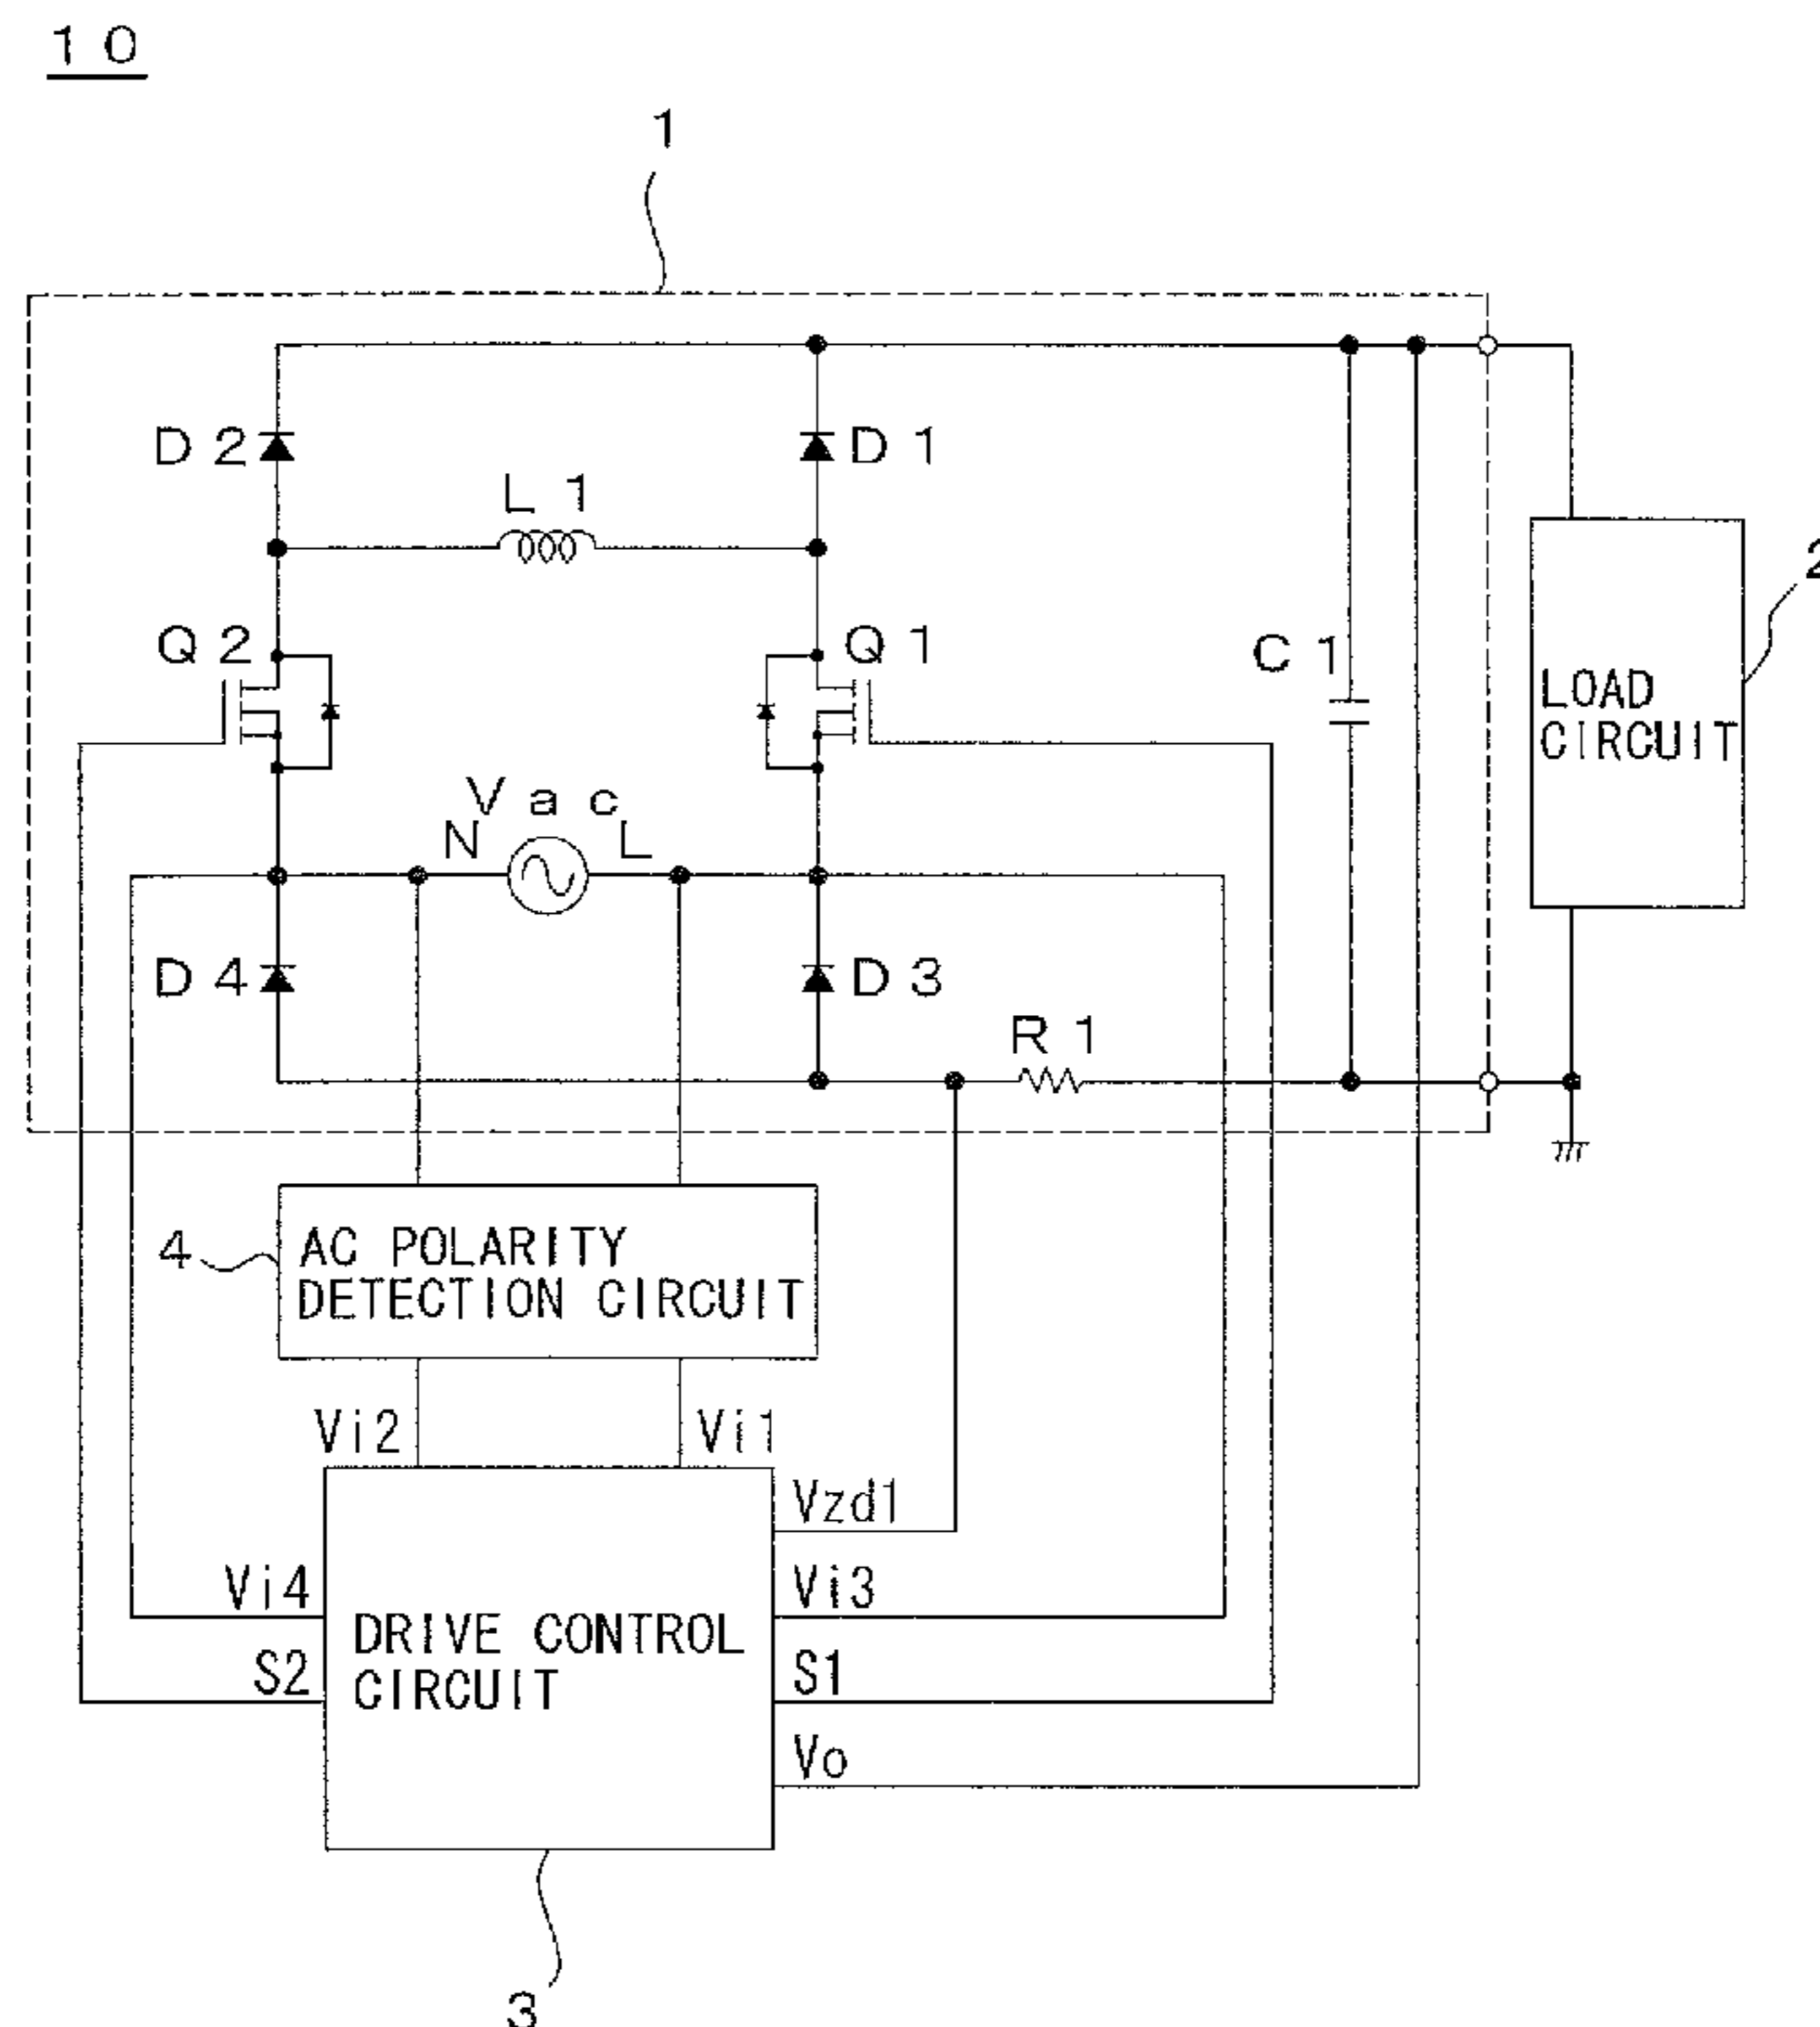 10
1
D2
D1
L1
Q2
Q1
C1
LOAD
CIRCUIT
2
Vac
N
L
D4
D3
R1
4
AC POLARITY
DETECTION CIRCUIT
Vi2
Vi1
Vzd1
Vi4
Vi3
DRIVE CONTROL
CIRCUIT
S2
S1
Vo
3